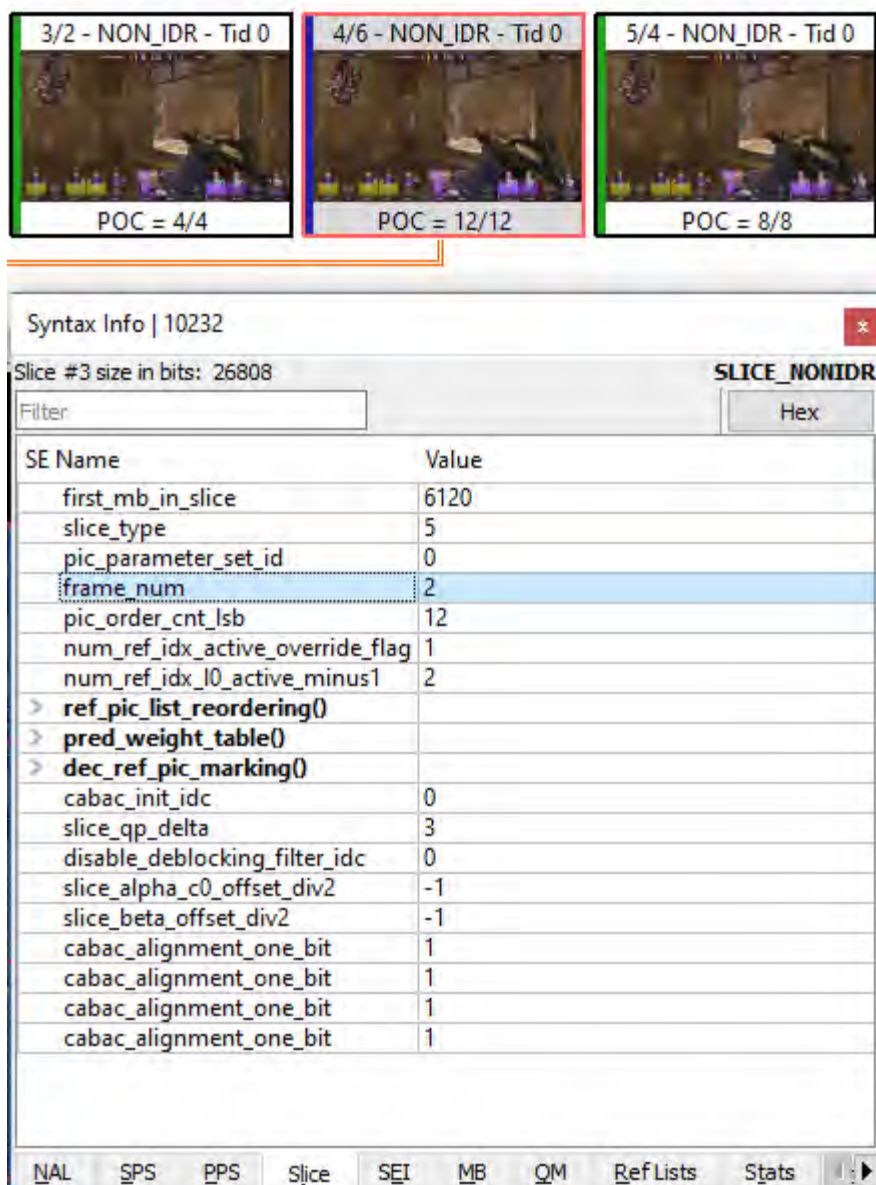 3/2 - NON_IDR - Tid 0
4/6 - NON_IDR - Tid 0
5/4 - NON_IDR - Tid 0
POC = 4/4
POC = 12/12
POC = 8/8
Syntax Info | 10232
Slice #3 size in bits: 26808 SLICE_NONIDR
Filter Hex
SE Name Value
first_mb_in_slice 6120
slice_type 5
pic_parameter_set_id 0
frame_num 2
pic_order_cnt_lsb 12
num_ref_idx_active_override_flag 1
num_ref_idx_l0_active_minus1 2
ref_pic_list_reordering()
pred_weight_table()
dec_ref_pic_marking()
cabac_init_idc 0
slice_qp_delta 3
disable_deblocking_filter_idc 0
slice_alpha_c0_offset_div2 -1
slice_beta_offset_div2 -1
cabac_alignment_one_bit 1
cabac_alignment_one_bit 1
cabac_alignment_one_bit 1
cabac_alignment_one_bit 1
NAL SPS PPS Slice SEI MB QM Ref Lists Stats